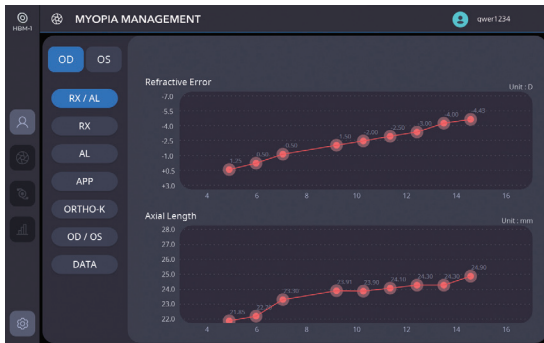 HBM-1
MYOPIA MANAGEMENT
qwer1234
OD OS
RX / AL
RX
AL
APP
ORTHO-K
OD / OS
DATA
Refractive Error
Unit : D
-7.0
5.5
-4.0
-2.5
-1.0
+0.5
+3.0
1.25 0.50 0.50 -1.50 -2.00 -2.50 -3.00 -4.00 -4.45
4 6 8 10 12 14 16
Axial Length
Unit : mm
28.0
27.0
26.0
25.0
24.0
23.0
22.0
21.85 23.30 23.91 23.90 24.10 24.30 24.30 24.90
4 6 8 10 12 14 16